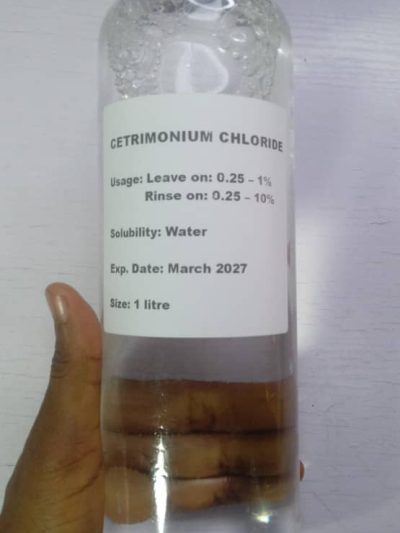 CETRIMONIUM CHLORIDE
Usage: Leave on: 0.25 – 1%
Rinse on: 0.25 – 10%
Solubility: Water
Exp. Date: March 2027
Size: 1 litre